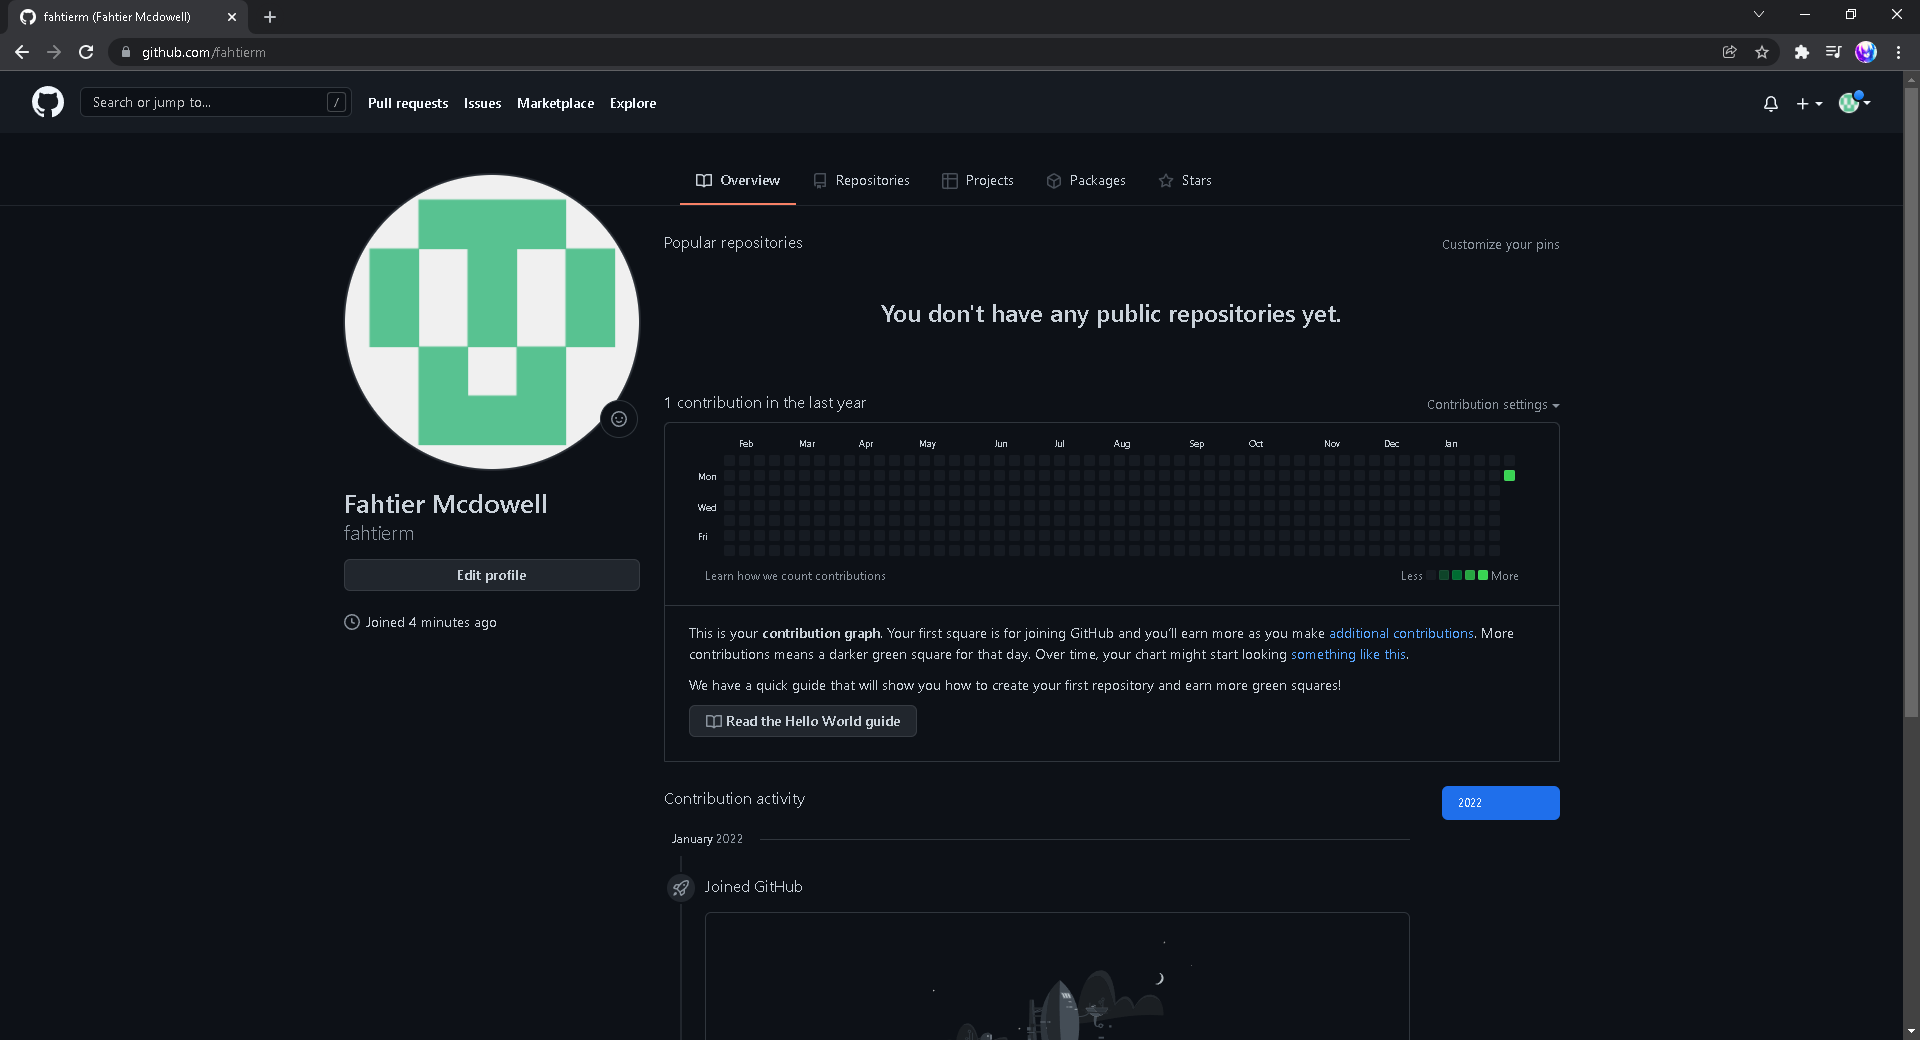 fahtierm (Fahtier Mcdowell)
github.com/fahtierm
Search or jump to...
/
Pull requests
Issues
Marketplace
Explore
Overview
Repositories
Projects
Packages
Stars
Popular repositories
Customize your pins
You don't have any public repositories yet.
1 contribution in the last year
Contribution settings
Feb Mar Apr May Jun Jul Aug Sep Oct Nov Dec Jan
Mon
Wed
Fri
Learn how we count contributions
Less
More
Fahtier Mcdowell
fahtierm
Edit profile
Joined 4 minutes ago
This is your contribution graph. Your first square is for joining GitHub and you'll earn more as you make additional contributions. More
contributions means a darker green square for that day. Over time, your chart might start looking something like this.
We have a quick guide that will show you how to create your first repository and earn more green squares!
Read the Hello World guide
Contribution activity
2022
January 2022
Joined GitHub